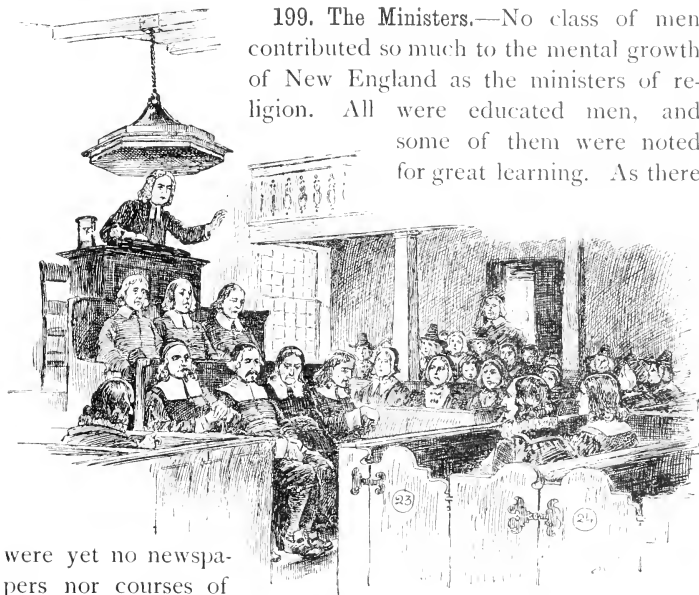 199. The Ministers.—No class of men
contributed so much to the mental growth
of New England as the ministers of re-
ligion. All were educated men, and
some of them were noted
for great learning. As there
23
24
were yet no newspa-
pers nor courses of